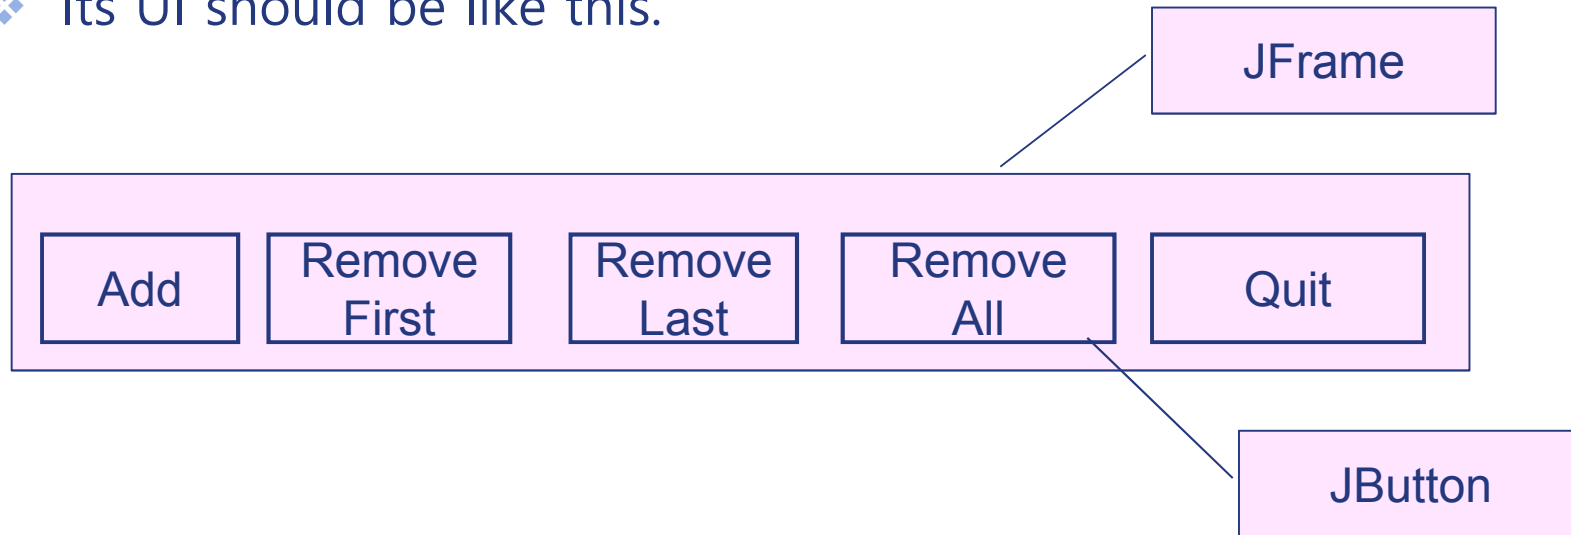 Its UI should be like this.
JFrame
Add
Remove
First
Remove
Last
Remove
All
Quit
JButton